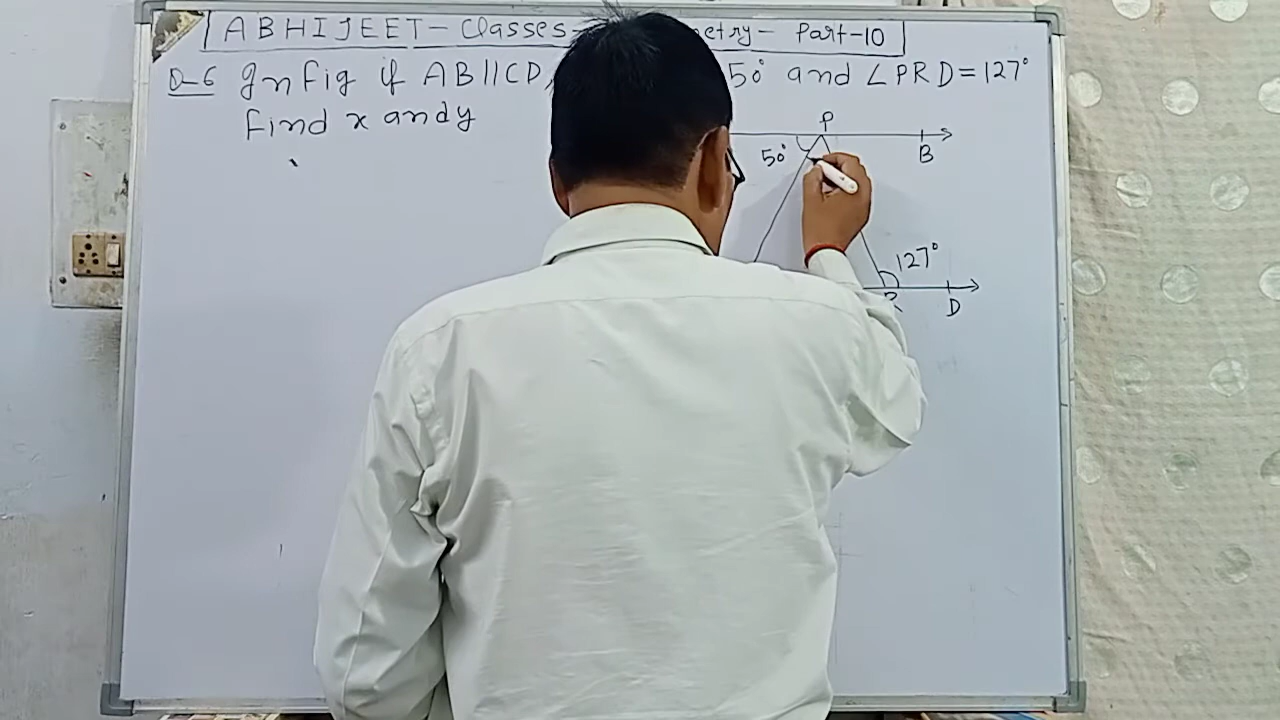 ABHIJEET- Classes- etry- Part-10
Q-6 In Fig if AB||CD, 50° and ∠PRD=127°
Find x and y
P
50°
B
127°
R
D